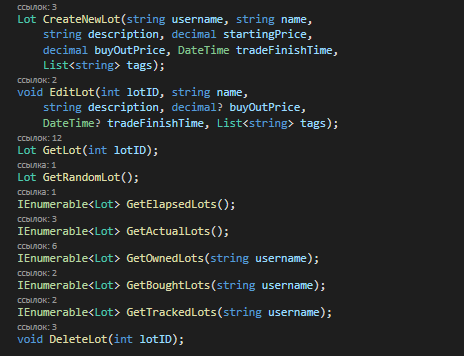 ссылок: 3
Lot CreateNewLot(string username, string name,
string description, decimal startingPrice,
decimal buyOutPrice, DateTime tradeFinishTime,
List<string> tags);
ссылок: 2
void EditLot(int lotID, string name,
string description, decimal? buyOutPrice,
DateTime? tradeFinishTime, List<string> tags);
ссылок: 12
Lot GetLot(int lotID);
ссылка: 1
Lot GetRandomLot();
ссылка: 1
IEnumerable<Lot> GetElapsedLots();
ссылок: 3
IEnumerable<Lot> GetActualLots();
ссылок: 6
IEnumerable<Lot> GetOwnedLots(string username);
ссылок: 2
IEnumerable<Lot> GetBoughtLots(string username);
ссылок: 2
IEnumerable<Lot> GetTrackedLots(string username);
ссылок: 3
void DeleteLot(int lotID);